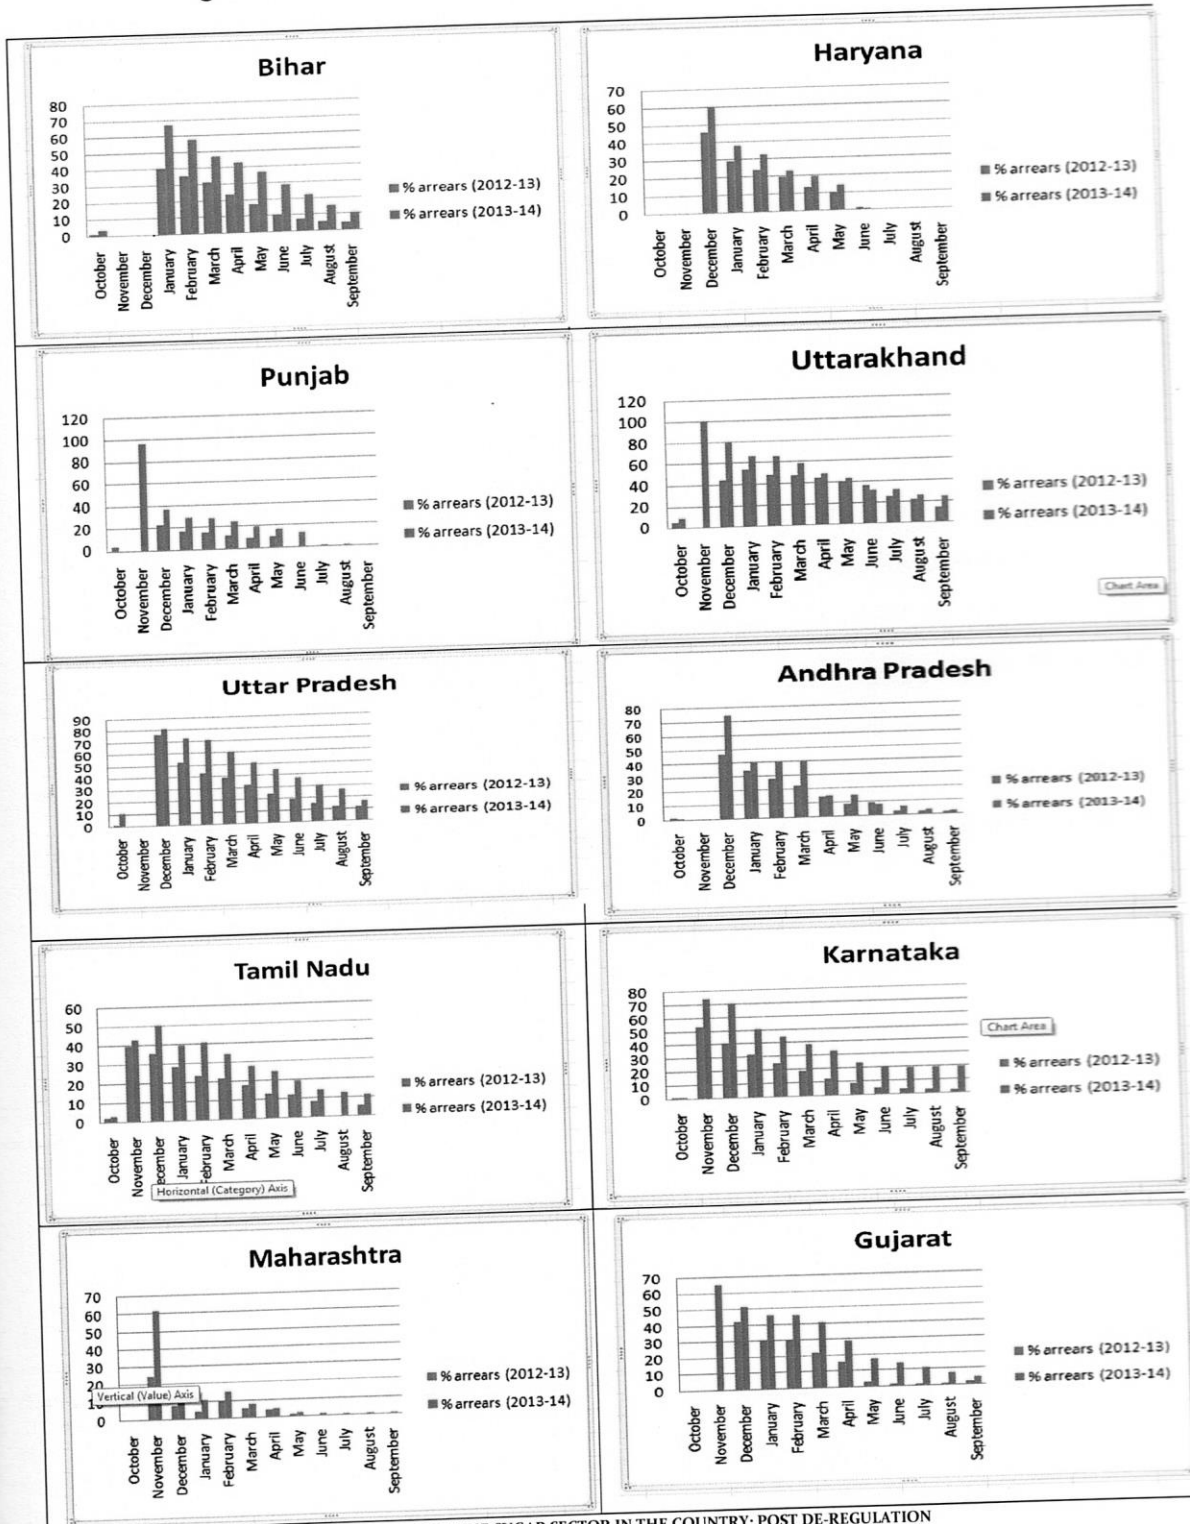 Bihar
80
70
60
50
40
30
20
10
0
October
November
December
January
February
March
April
May
June
July
August
September
% arrears (2012-13)
% arrears (2013-14)
Haryana
70
60
50
40
30
20
10
0
October
November
December
January
February
March
April
May
June
July
August
September
% arrears (2012-13)
% arrears (2013-14)
Punjab
120
100
80
60
40
20
0
October
November
December
January
February
March
April
May
June
July
August
September
% arrears (2012-13)
% arrears (2013-14)
Uttarakhand
120
100
80
60
40
20
0
October
November
December
January
February
March
April
May
June
July
August
September
% arrears (2012-13)
% arrears (2013-14)
Chart Area
Uttar Pradesh
90
80
70
60
50
40
30
20
10
0
October
November
December
January
February
March
April
May
June
July
August
September
% arrears (2012-13)
% arrears (2013-14)
Andhra Pradesh
80
70
60
50
40
30
20
10
0
October
November
December
January
February
March
April
May
June
July
August
September
% arrears (2012-13)
% arrears (2013-14)
Tamil Nadu
60
50
40
30
20
10
0
October
November
ecember
January
February
March
April
May
June
July
August
September
Horizontal (Category) Axis
% arrears (2012-13)
% arrears (2013-14)
Karnataka
80
70
60
50
40
30
20
10
0
October
November
December
January
February
March
April
May
June
July
August
September
Chart Area
% arrears (2012-13)
% arrears (2013-14)
Maharashtra
70
60
50
40
30
20
Vertical (Value) Axis
0
October
November
December
January
February
March
April
May
June
July
August
September
% arrears (2012-13)
% arrears (2013-14)
Gujarat
70
60
50
40
30
20
10
0
October
November
December
January
February
March
April
May
June
July
August
September
% arrears (2012-13)
% arrears (2013-14)
SECTOR IN THE COUNTRY: POST DE-REGULATION